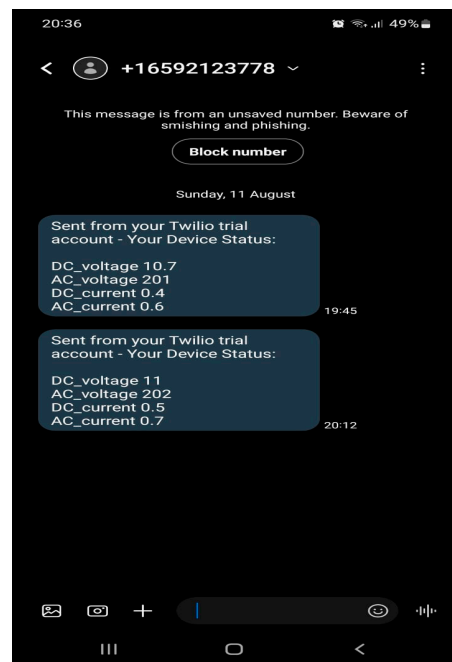 20:36 49%
+16592123778
This message is from an unsaved number. Beware of
smishing and phishing.
Block number
Sunday, 11 August
Sent from your Twilio trial
account - Your Device Status:
DC_voltage 10.7
AC_voltage 201
DC_current 0.4
AC_current 0.6
19:45
Sent from your Twilio trial
account - Your Device Status:
DC_voltage 11
AC_voltage 202
DC_current 0.5
AC_current 0.7
20:12